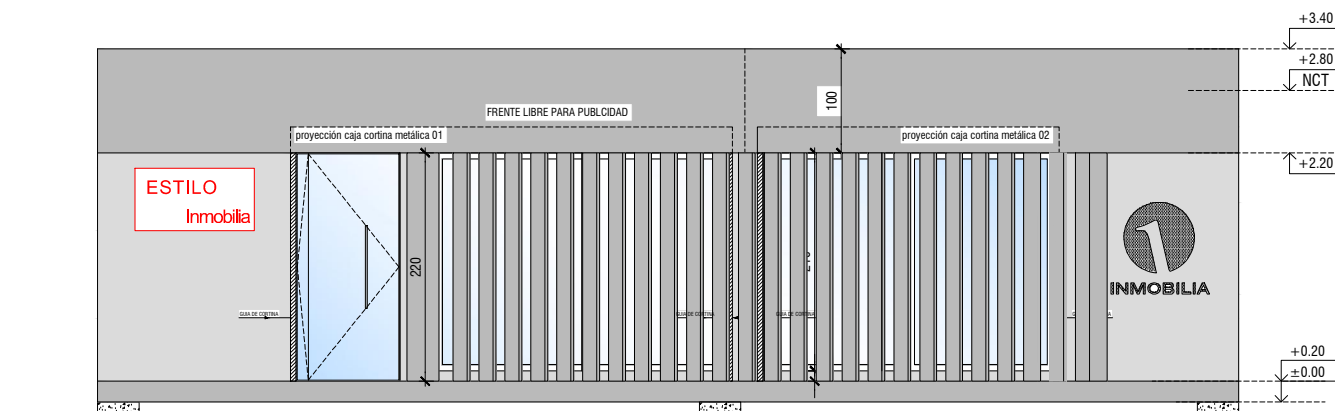 +3.40
+2.80
NCT
100
FRENTE LIBRE PARA PUBLCIDAD
proyección caja cortina metálica 01
proyección caja cortina metálica 02
+2.20
ESTILO
Inmobilia
220
1
INMOBILIA
GUIA DE CORTINA
GUIA DE CORTINA
GUIA DE CORTINA
+0.20
±0.00